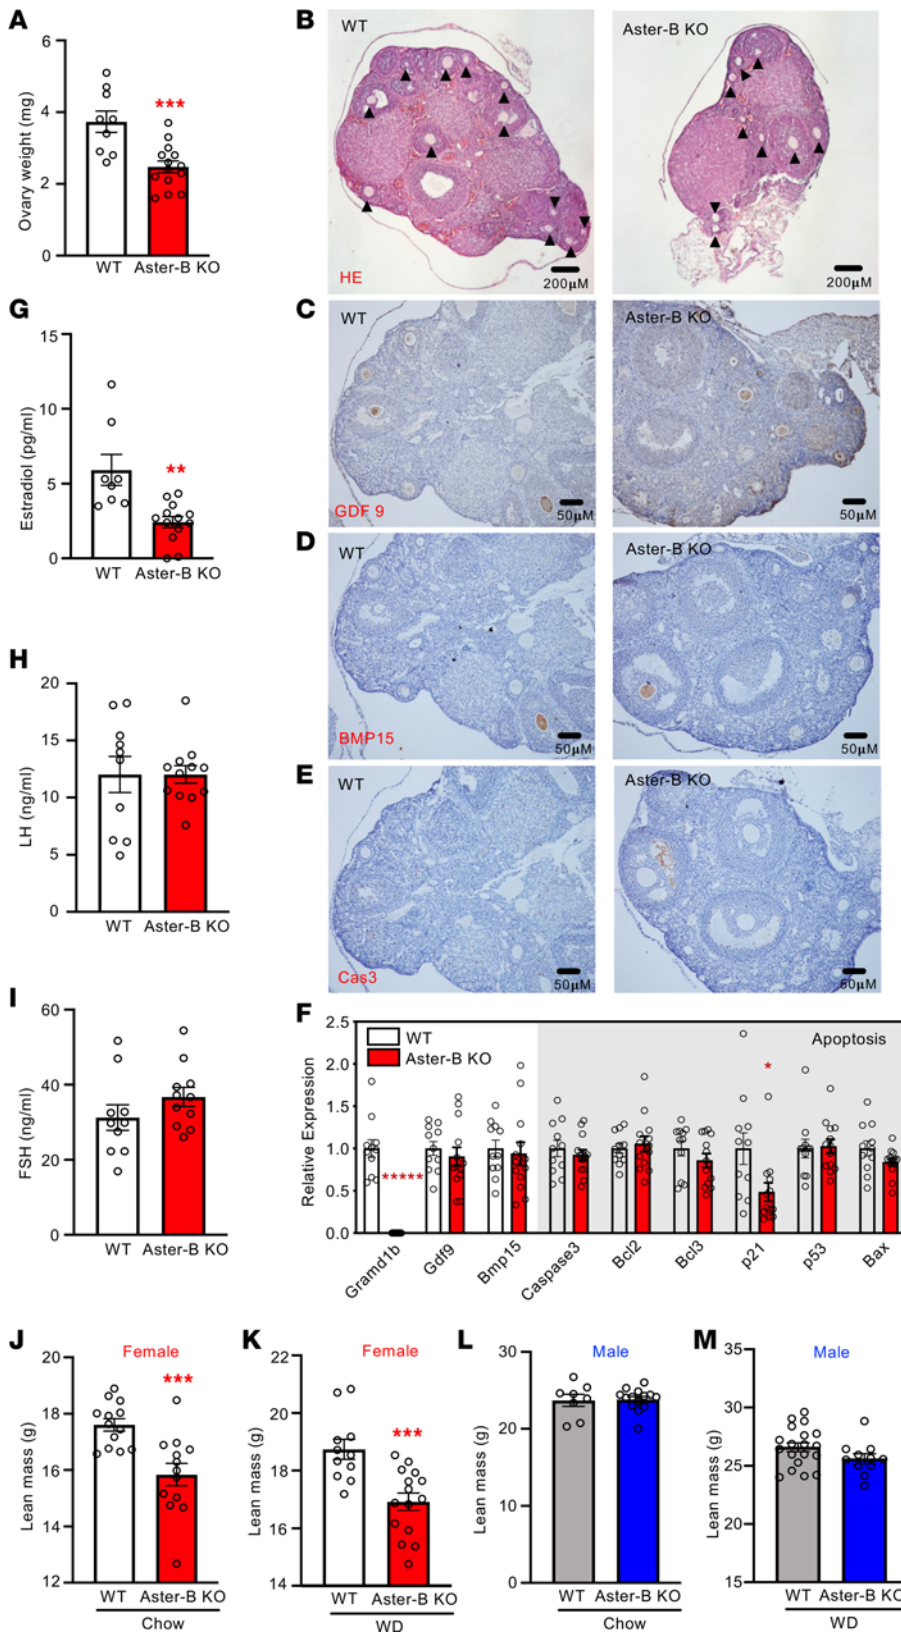 A
Ovary weight (mg)
6
4
2
0
***
WT
Aster-B KO
B
WT
HE
200μM
Aster-B KO
200μM
G
Estradiol (pg/ml)
15
10
5
0
**
WT
Aster-B KO
C
WT
GDF 9
50μM
Aster-B KO
50μM
D
WT
BMP15
50μM
Aster-B KO
50μM
H
LH (ng/ml)
20
15
10
5
0
WT
Aster-B KO
E
WT
Cas3
50μM
Aster-B KO
50μM
I
FSH (ng/ml)
60
40
20
0
WT
Aster-B KO
F
Relative Expression
2.5
2.0
1.5
1.0
0.5
0.0
WT
Aster-B KO
Apoptosis
*****
*
Gramd1b
Gdf9
Bmp15
Caspase3
Bcl2
Bcl3
p21
p53
Bax
J
Female
Lean mass (g)
20
18
16
14
12
***
WT
Aster-B KO
Chow
K
Female
Lean mass (g)
22
20
18
16
14
***
WT
Aster-B KO
WD
L
Male
Lean mass (g)
30
20
10
0
WT
Aster-B KO
Chow
M
Male
Lean mass (g)
35
30
25
20
15
WT
Aster-B KO
WD